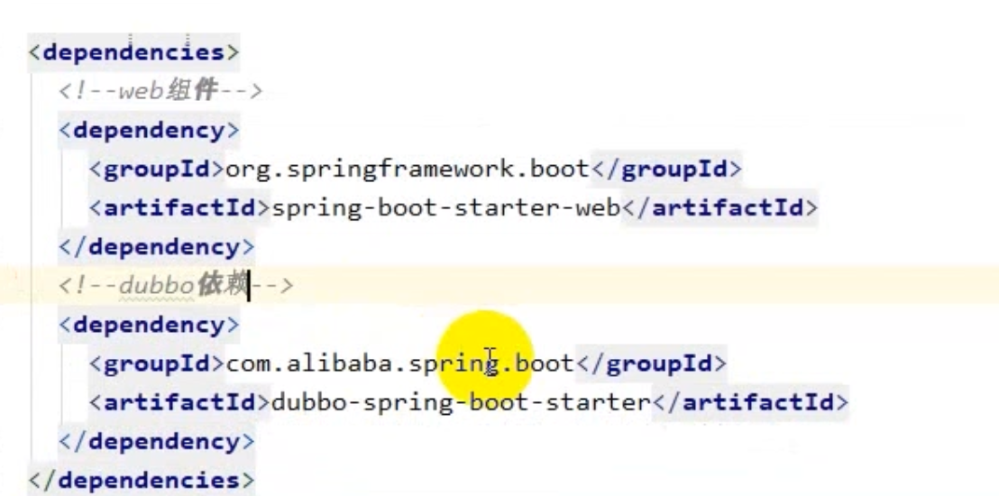 <dependencies>
<!--web组件-->
<dependency>
<groupId>org.springframework.boot</groupId>
<artifactId>spring-boot-starter-web</artifactId>
</dependency>
<!--dubbo依赖-->
<dependency>
<groupId>com.alibaba.spring.boot</groupId>
<artifactId>dubbo-spring-boot-starter</artifactId>
</dependency>
</dependencies>